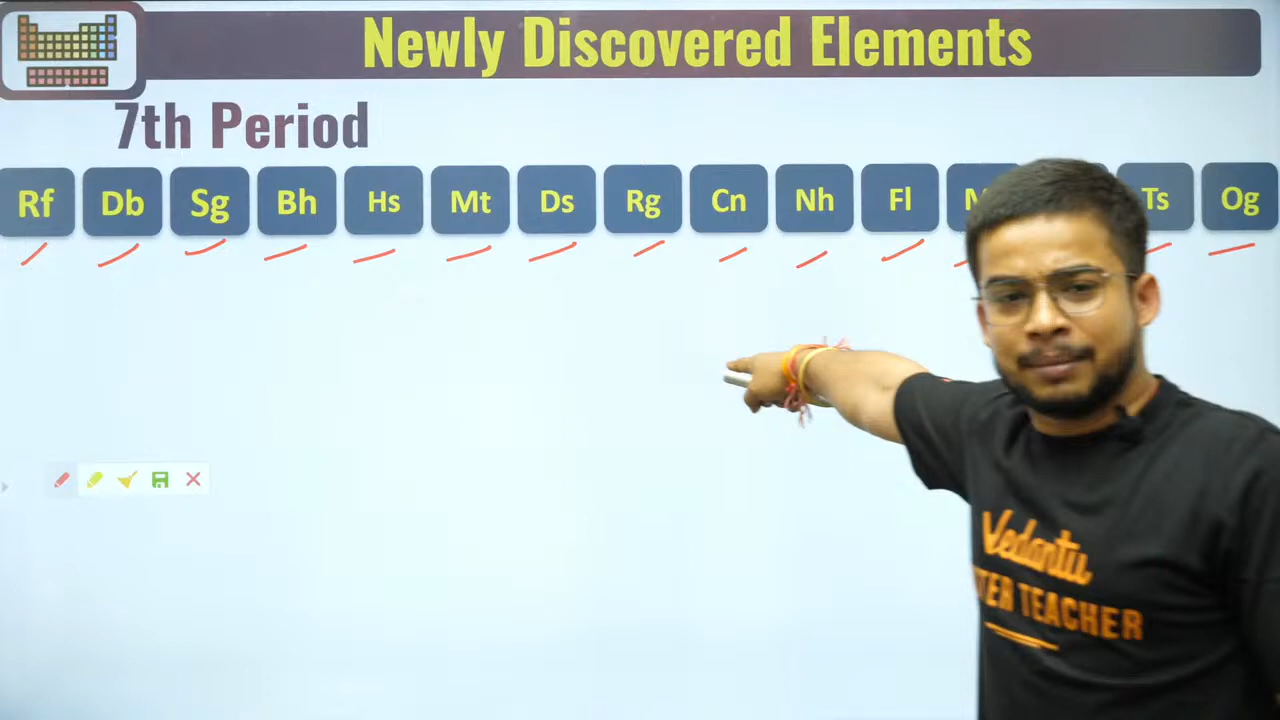 Newly Discovered Elements
7th Period
Rf Db Sg Bh Hs Mt Ds Rg Cn Nh Fl Ts Og
Vedantu
TEACHER